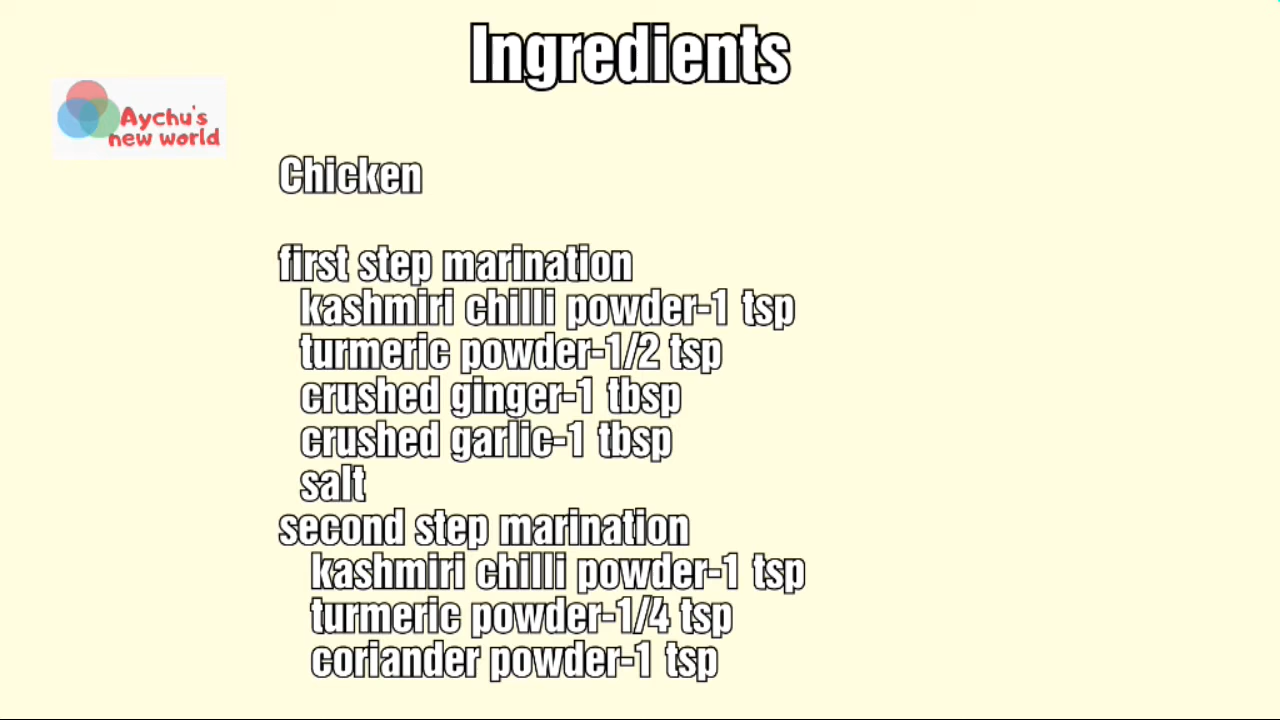 Ingredients
Aychu's
new world
Chicken
first step marination
kashmiri chilli powder-1 tsp
turmeric powder-1/2 tsp
crushed ginger-1 tbsp
crushed garlic-1 tbsp
salt
second step marination
kashmiri chilli powder-1 tsp
turmeric powder-1/4 tsp
coriander powder-1 tsp